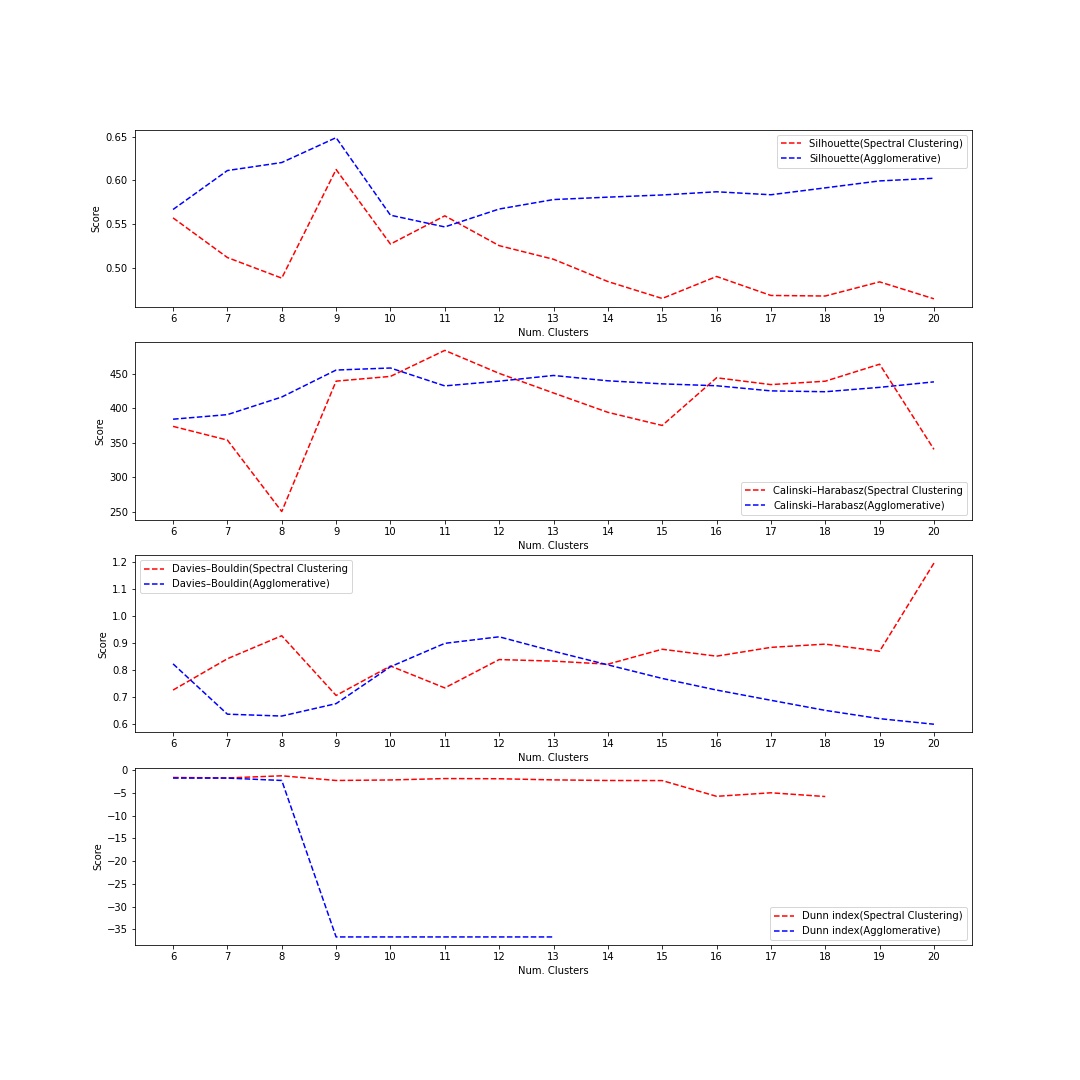 0.65
0.60
0.55
0.50
Score
Silhouette(Spectral Clustering)
Silhouette(Agglomerative)
6 7 8 9 10 11 12 13 14 15 16 17 18 19 20
Num. Clusters
450
400
350
300
250
Score
Calinski–Harabasz(Spectral Clustering
Calinski–Harabasz(Agglomerative)
6 7 8 9 10 11 12 13 14 15 16 17 18 19 20
Num. Clusters
1.2
1.1
1.0
0.9
0.8
0.7
0.6
Score
Davies–Bouldin(Spectral Clustering
Davies–Bouldin(Agglomerative)
6 7 8 9 10 11 12 13 14 15 16 17 18 19 20
Num. Clusters
0
−5
−10
−15
−20
−25
−30
−35
Score
Dunn index(Spectral Clustering)
Dunn index(Agglomerative)
6 7 8 9 10 11 12 13 14 15 16 17 18 19 20
Num. Clusters